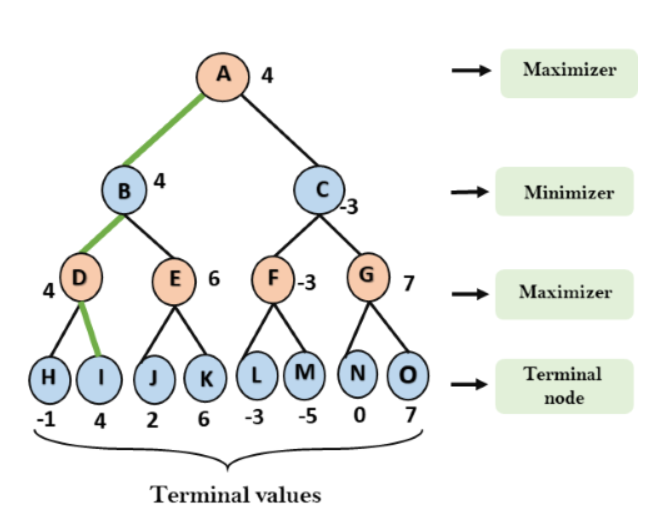 A 4
Maximizer
B 4
C -3
Minimizer
4 D
E 6
F -3
G 7
Maximizer
H I J K L M N O
Terminal
node
-1 4 2 6 -3 -5 0 7
Terminal values